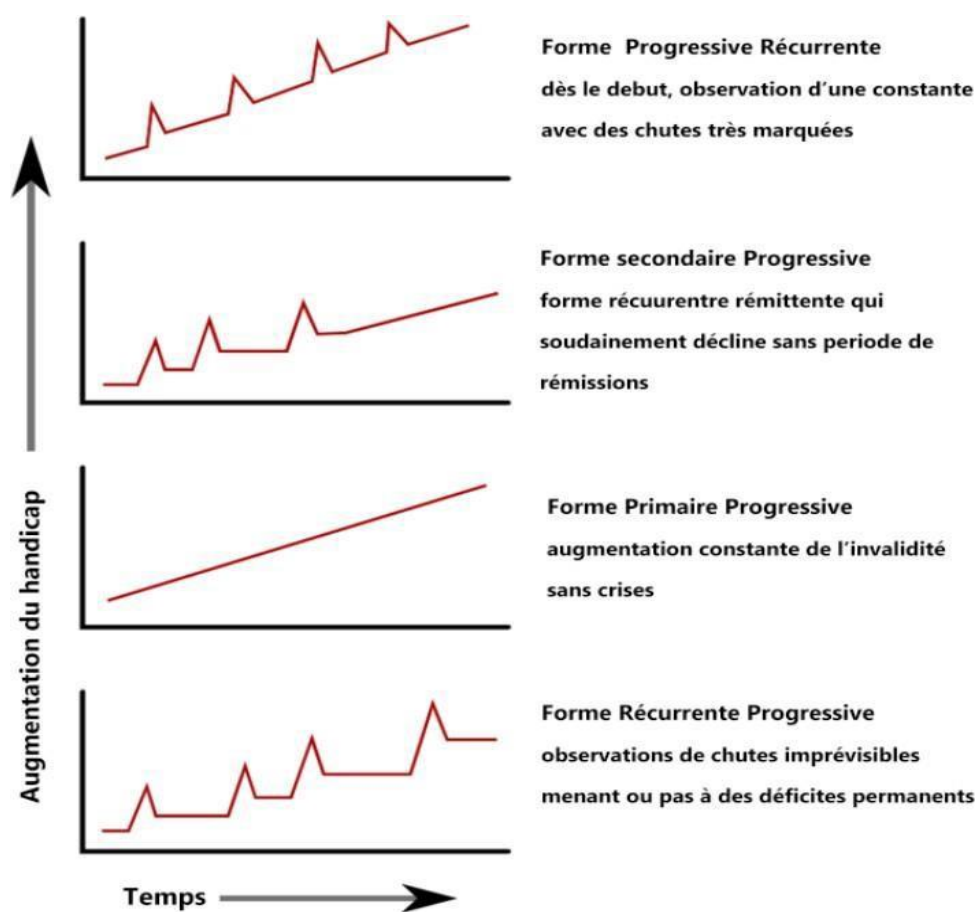 Forme Progressive Récurrente
dès le debut, observation d'une constante
avec des chutes très marquées
Forme secondaire Progressive
forme récuurentre rémittente qui
soudainement décline sans periode de
rémissions
Forme Primaire Progressive
augmentation constante de l'invalidité
sans crises
Forme Récurrente Progressive
observations de chutes imprévisibles
menant ou pas à des déficites permanents
Augmentation du handicap
Temps